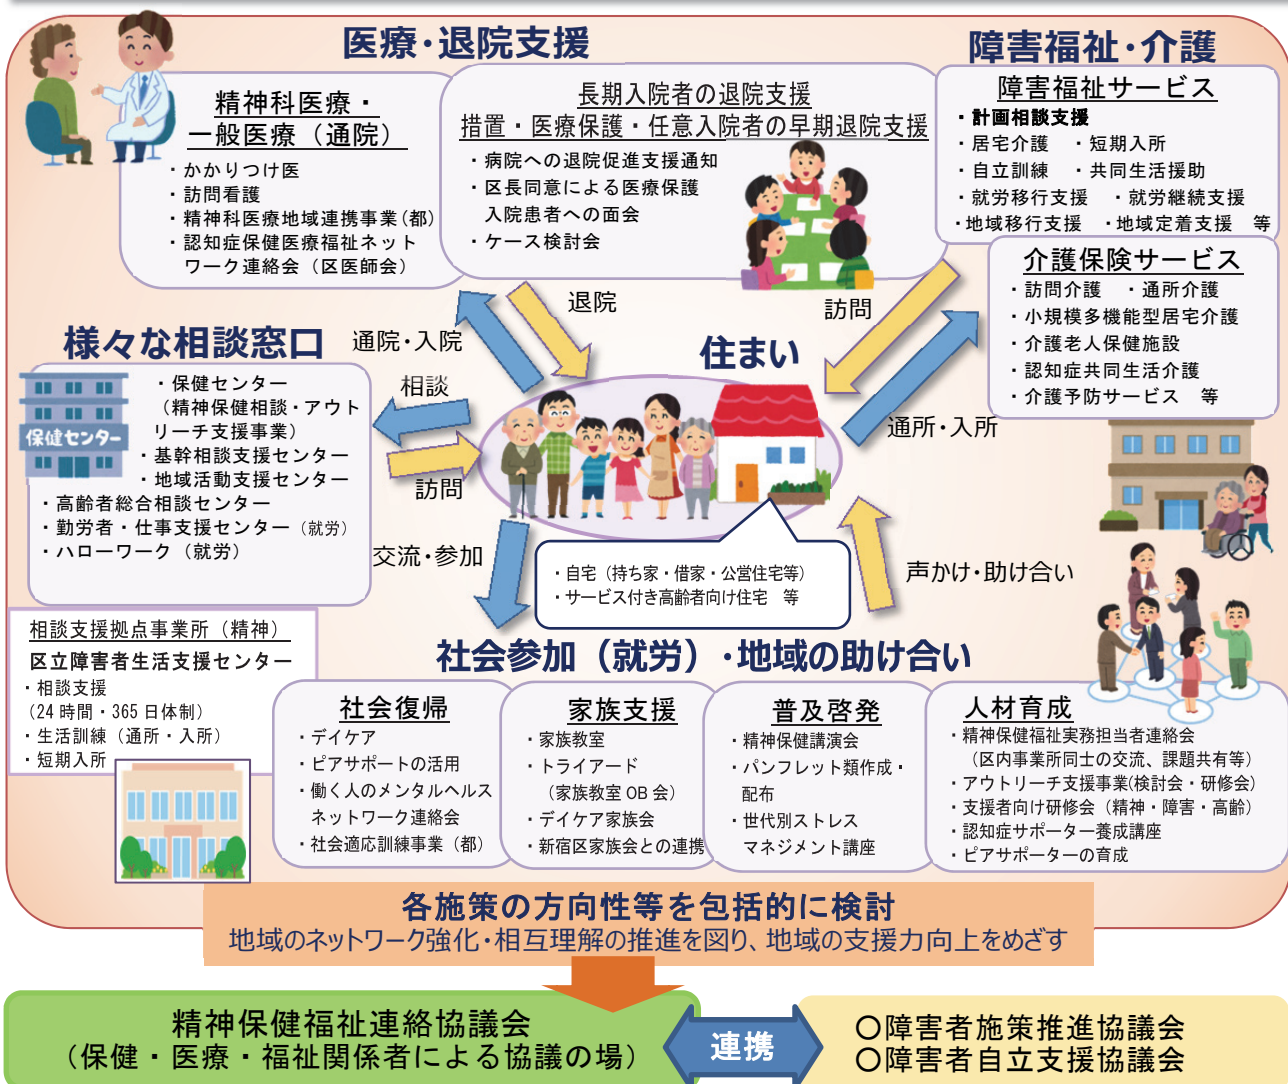 医療・退院支援
精神科医療・
一般医療（通院）
・かかりつけ医
・訪問看護
・精神科医療地域連携事業(都)
・認知症保健医療福祉ネット
ワーク連絡会（区医師会）
長期入院者の退院支援
措置・医療保護・任意入院者の早期退院支援
・病院への退院促進支援通知
・区長同意による医療保護
入院患者への面会
・ケース検討会
障害福祉・介護
障害福祉サービス
・計画相談支援
・居宅介護　・短期入所
・自立訓練　・共同生活援助
・就労移行支援　・就労継続支援
・地域移行支援　・地域定着支援　等
介護保険サービス
・訪問介護　・通所介護
・小規模多機能型居宅介護
・介護老人保健施設
・認知症共同生活介護
・介護予防サービス　等
退院
通院・入院
訪問
通所・入所
住まい
様々な相談窓口
保健センター
・保健センター
（精神保健相談・アウト
リーチ支援事業）
・基幹相談支援センター
・地域活動支援センター
・高齢者総合相談センター
・勤労者・仕事支援センター（就労）
・ハローワーク（就労）
相談
訪問
交流・参加
声かけ・助け合い
・自宅（持ち家・借家・公営住宅等）
・サービス付き高齢者向け住宅　等
相談支援拠点事業所（精神）
区立障害者生活支援センター
・相談支援
（24時間・365日体制）
・生活訓練（通所・入所）
・短期入所
社会参加（就労）・地域の助け合い
社会復帰
・デイケア
・ピアサポートの活用
・働く人のメンタルヘルス
ネットワーク連絡会
・社会適応訓練事業（都）
家族支援
・家族教室
・トライアード
（家族教室OB会）
・デイケア家族会
・新宿区家族会との連携
普及啓発
・精神保健講演会
・パンフレット類作成・
配布
・世代別ストレス
マネジメント講座
人材育成
・精神保健福祉実務担当者連絡会
（区内事業所同士の交流、課題共有等）
・アウトリーチ支援事業(検討会・研修会)
・支援者向け研修会（精神・障害・高齢）
・認知症サポーター養成講座
・ピアサポーターの育成
各施策の方向性等を包括的に検討
地域のネットワーク強化・相互理解の推進を図り、地域の支援力向上をめざす
精神保健福祉連絡協議会
（保健・医療・福祉関係者による協議の場）
連携
〇障害者施策推進協議会
〇障害者自立支援協議会